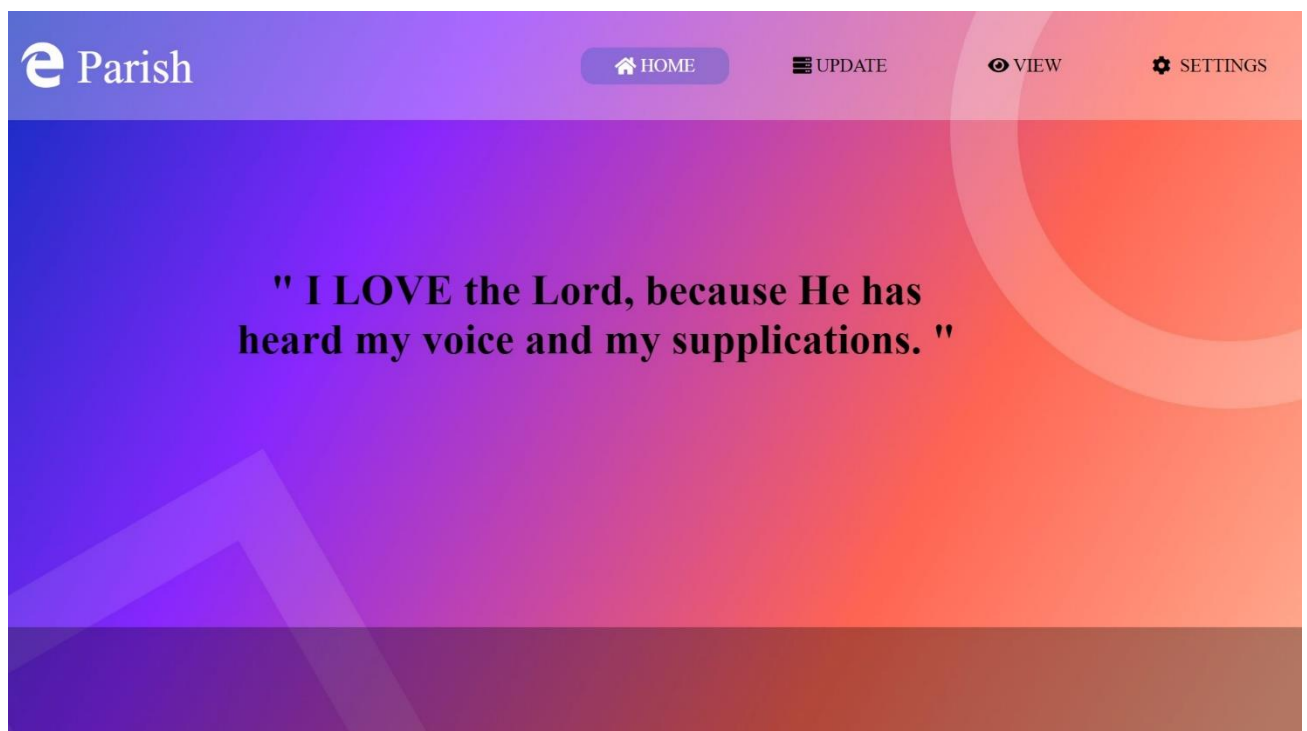 e Parish
HOME
UPDATE
VIEW
SETTINGS
" I LOVE the Lord, because He has
heard my voice and my supplications. "